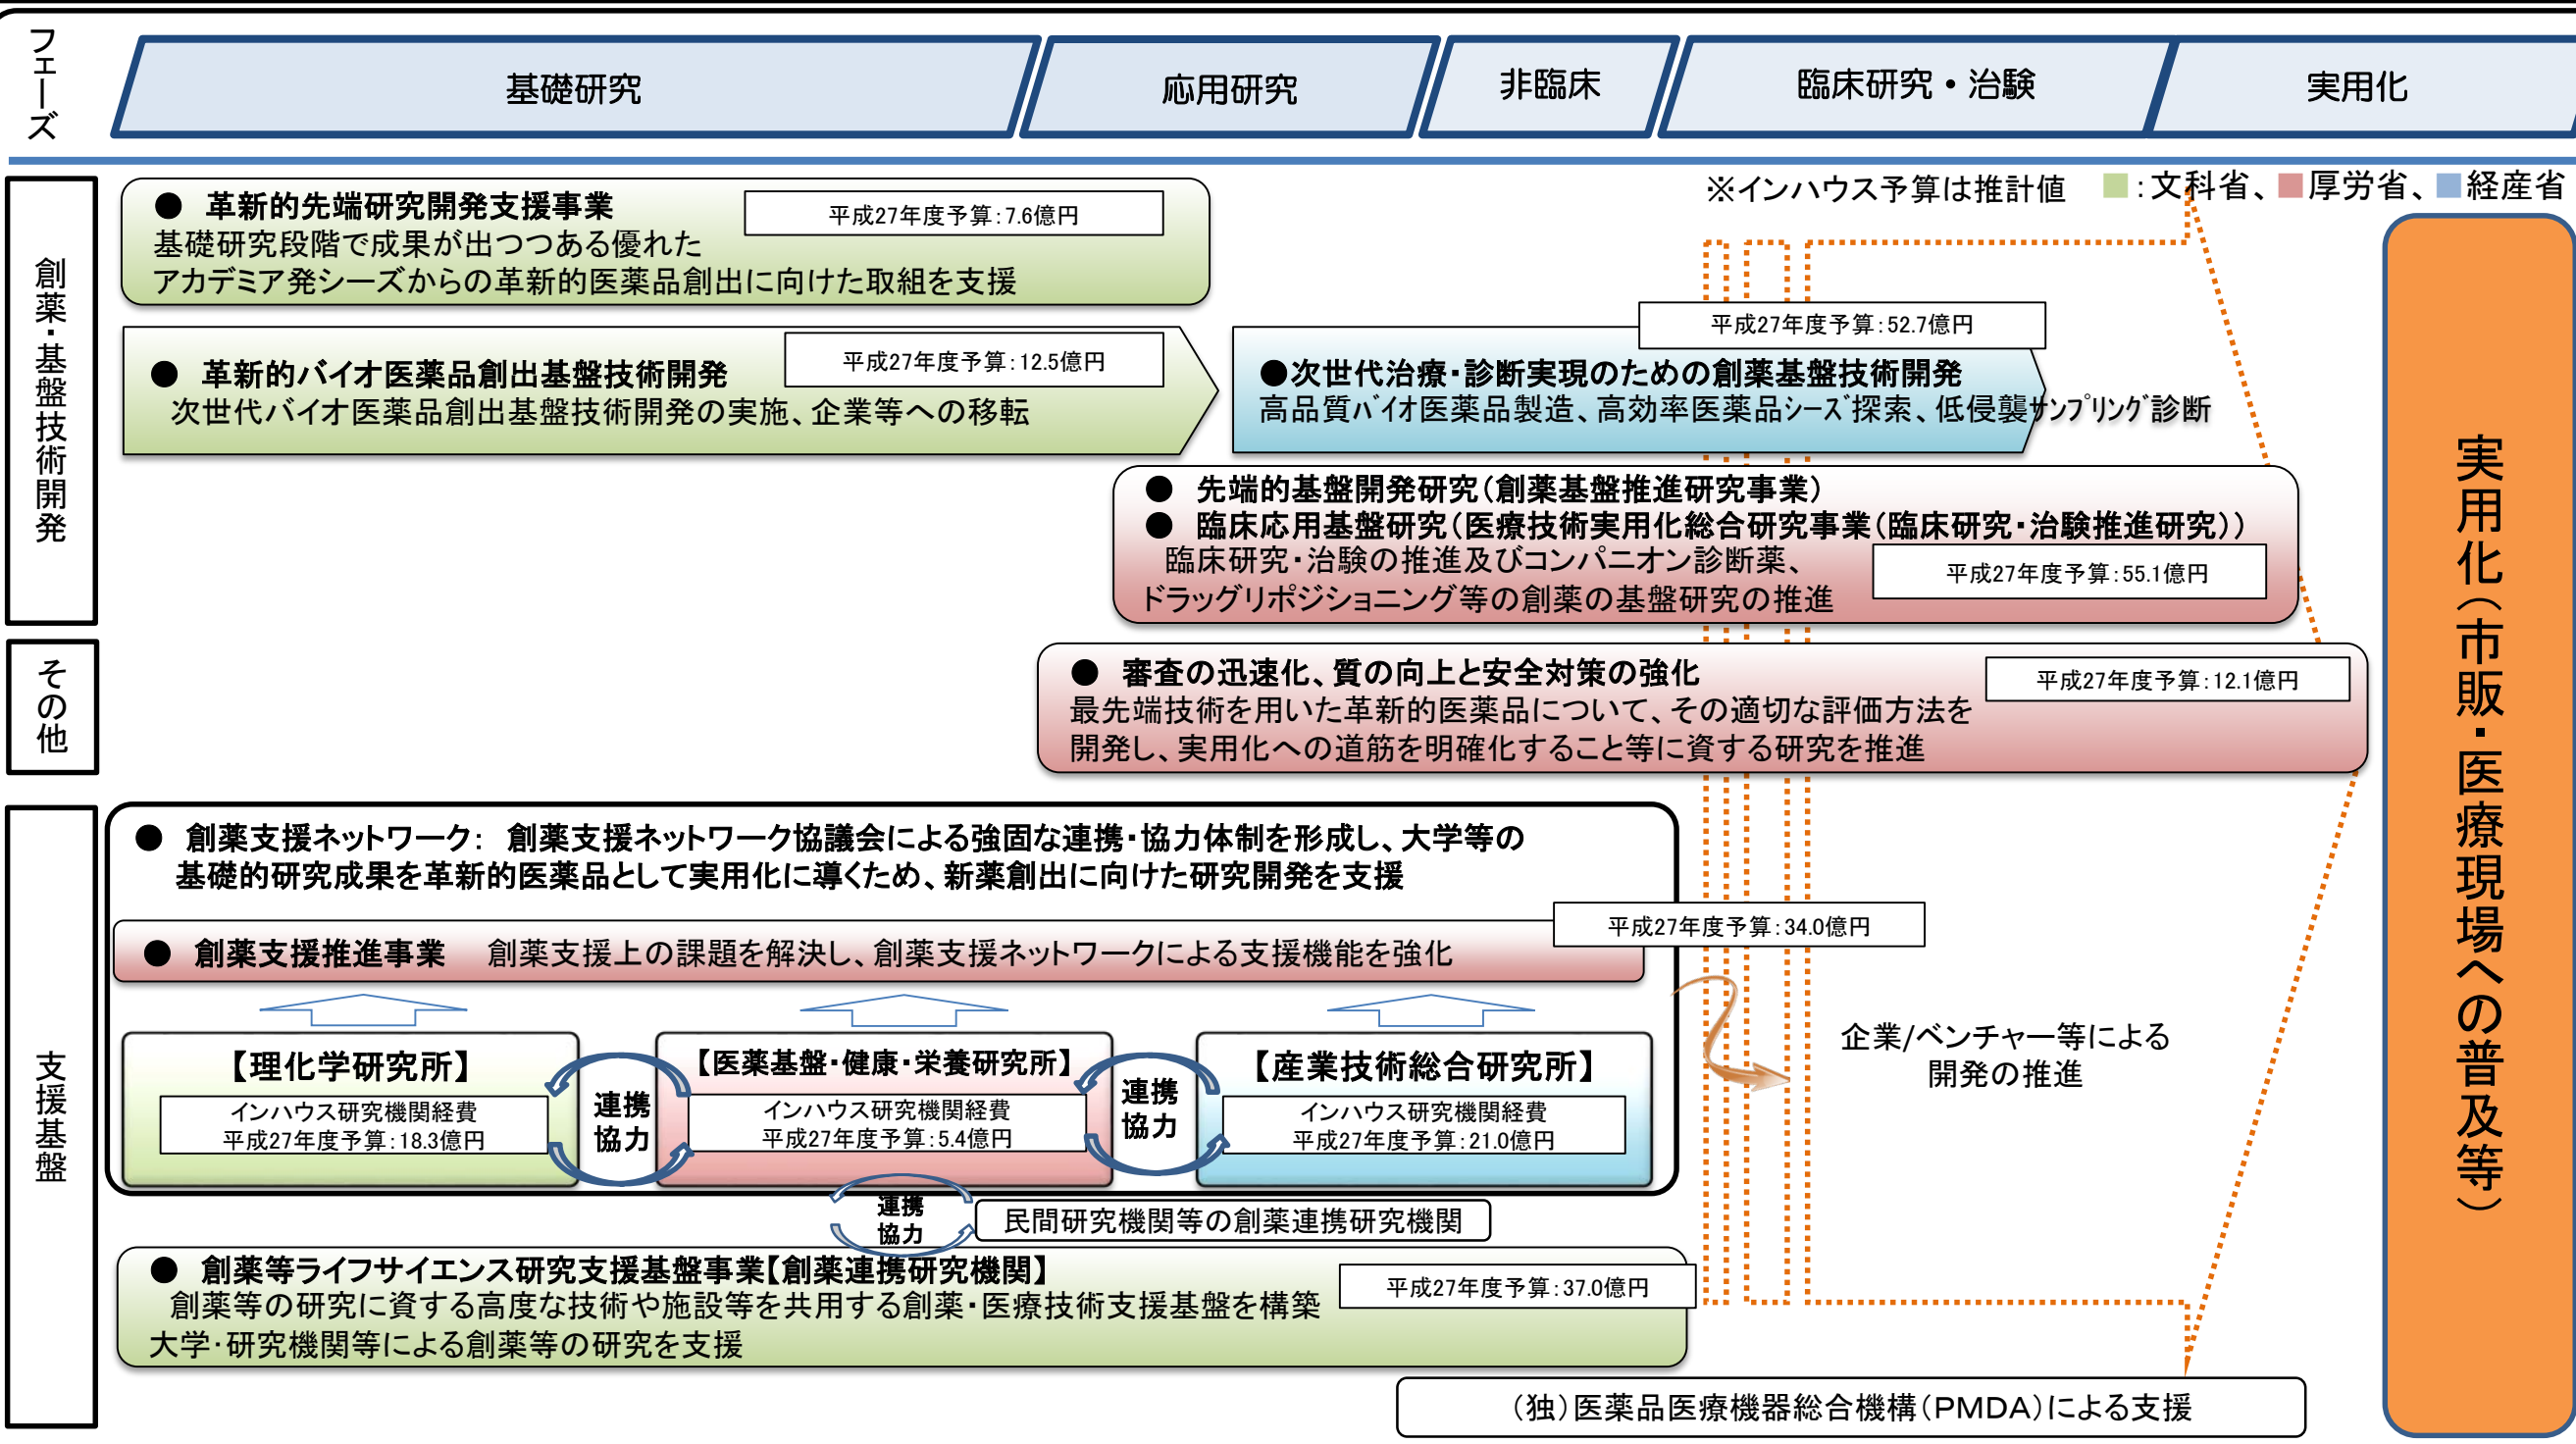 フェーズ
基礎研究
応用研究
非臨床
臨床研究・治験
実用化
※インハウス予算は推計値
：文科省、
厚労省、
経産省
創薬・基盤技術開発
● 革新的先端研究開発支援事業
平成27年度予算：7.6億円
基礎研究段階で成果が出つつある優れた
アカデミア発シーズからの革新的医薬品創出に向けた取組を支援
● 革新的バイオ医薬品創出基盤技術開発
平成27年度予算：12.5億円
次世代バイオ医薬品創出基盤技術開発の実施、企業等への移転
平成27年度予算：52.7億円
●次世代治療・診断実現のための創薬基盤技術開発
高品質ﾊﾞｲｵ医薬品製造、高効率医薬品ｼｰｽﾞ探索、低侵襲ｻﾝﾌﾟﾘﾝｸﾞ診断
● 先端的基盤開発研究（創薬基盤推進研究事業）
● 臨床応用基盤研究（医療技術実用化総合研究事業（臨床研究・治験推進研究））
臨床研究・治験の推進及びコンパニオン診断薬、
ドラッグリポジショニング等の創薬の基盤研究の推進
平成27年度予算：55.1億円
その他
● 審査の迅速化、質の向上と安全対策の強化
平成27年度予算：12.1億円
最先端技術を用いた革新的医薬品について、その適切な評価方法を
開発し、実用化への道筋を明確化すること等に資する研究を推進
支援基盤
● 創薬支援ネットワーク： 創薬支援ネットワーク協議会による強固な連携・協力体制を形成し、大学等の
基礎的研究成果を革新的医薬品として実用化に導くため、新薬創出に向けた研究開発を支援
平成27年度予算：34.0億円
● 創薬支援推進事業 創薬支援上の課題を解決し、創薬支援ネットワークによる支援機能を強化
【理化学研究所】
インハウス研究機関経費
平成27年度予算：18.3億円
連携
協力
【医薬基盤・健康・栄養研究所】
インハウス研究機関経費
平成27年度予算：5.4億円
連携
協力
【産業技術総合研究所】
インハウス研究機関経費
平成27年度予算：21.0億円
企業/ベンチャー等による
開発の推進
連携
協力
民間研究機関等の創薬連携研究機関
● 創薬等ライフサイエンス研究支援基盤事業【創薬連携研究機関】
平成27年度予算：37.0億円
創薬等の研究に資する高度な技術や施設等を共用する創薬・医療技術支援基盤を構築
大学・研究機関等による創薬等の研究を支援
（独）医薬品医療機器総合機構（PMDA）による支援
実用化（市販・医療現場への普及等）